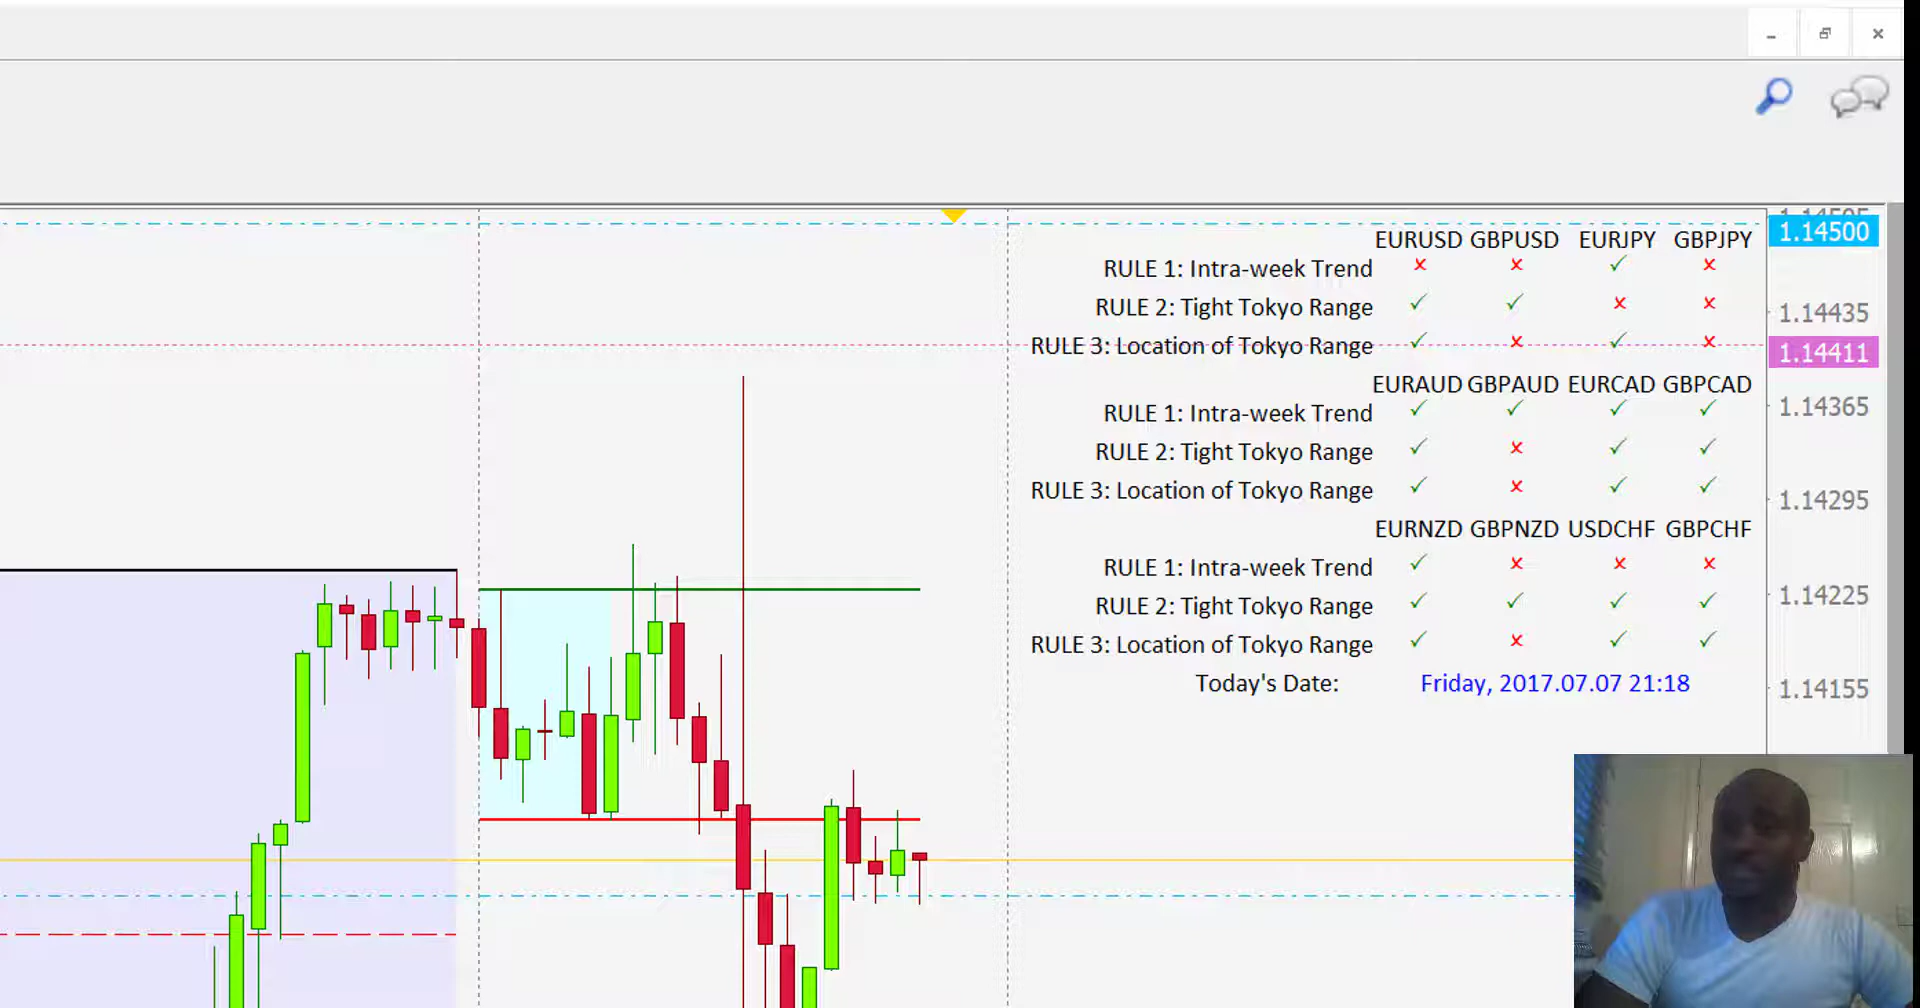 1.14505
1.14500
EURUSD GBPUSD EURJPY GBPJPY
RULE 1: Intra-week Trend ✗ ✗ ✓ ✗
RULE 2: Tight Tokyo Range ✓ ✓ ✗ ✗
1.14435
RULE 3: Location of Tokyo Range ✓ ✗ ✓ ✗
1.14411
EURAUD GBPAUD EURCAD GBPCAD
RULE 1: Intra-week Trend ✓ ✓ ✓ ✓
1.14365
RULE 2: Tight Tokyo Range ✓ ✗ ✓ ✓
RULE 3: Location of Tokyo Range ✓ ✗ ✓ ✓
1.14295
EURNZD GBPNZD USDCHF GBPCHF
RULE 1: Intra-week Trend ✓ ✗ ✗ ✗
RULE 2: Tight Tokyo Range ✓ ✓ ✓ ✓
1.14225
RULE 3: Location of Tokyo Range ✓ ✗ ✓ ✓
Today's Date: Friday, 2017.07.07 21:18
1.14155